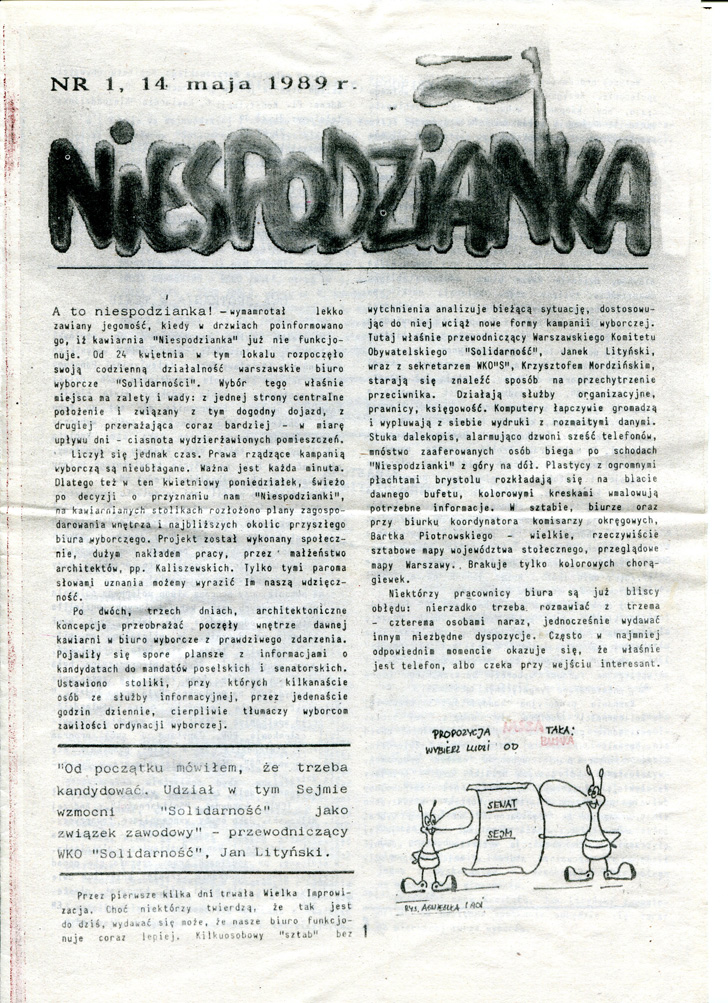 NR 1, 14 maja 1989 r.
NIESPODZIANKA
A to niespodzianka! – wymamrotał lekko
zawiany jegomość, kiedy w drzwiach poinformowano
go, iż kawiarnia "Niespodzianka" już nie funkcjo-
nuje. Od 24 kwietnia w tym lokalu rozpoczęło
swoją codzienną działalność warszawskie biuro
wyborcze "Solidarności". Wybór tego właśnie
miejsca ma zalety i wady: z jednej strony centralne
położenie i związany z tym dogodny dojazd, z
drugiej przerażająca coraz bardziej – w miarę
upływu dni – ciasnota wydzierżawionych pomieszczeń.
Liczył się jednak czas. Prawa rządzące kampanią
wyborczą są nieubłagane. Ważna jest każda minuta.
Dlatego też w ten kwietniowy poniedziałek, świeżo
po decyzji o przyznaniu nam "Niespodzianki",
na kawiarnianych stolikach rozłożono plany zagospo-
darowania wnętrza i najbliższych okolic przyszłego
biura wyborczego. Projekt został wykonany społecz-
nie, dużym nakładem pracy, przez małżeństwo
architektów, pp. Kaliszewskich. Tylko tymi paroma
słowami uznania możemy wyrazić Im naszą wdzięcz-
ność.
Po dwóch, trzech dniach, architektoniczne
koncepcje przeobrażać poczęły wnętrze dawnej
kawiarni w biuro wyborcze z prawdziwego zdarzenia.
Pojawiły się spore plansze z informacjami o
kandydatach do mandatów poselskich i senatorskich.
Ustawiono stoliki, przy których kilkanaście
osób ze służby informacyjnej, przez jedenaście
godzin dziennie, cierpliwie tłumaczy wyborcom
zawiłości ordynacji wyborczej.
"Od początku mówiłem, że trzeba
kandydować. Udział w tym Sejmie
wzmocni "Solidarność" jako
związek zawodowy" – przewodniczący
WKO "Solidarność", Jan Lityński.
Przez pierwsze kilka dni trwała Wielka Improwi-
zacja. Choć niektórzy twierdzą, że tak jest
do dziś, wydawać się może, że nasze biuro funkcjo-
nuje coraz lepiej. Kilkuosobowy "sztab" bez
wytchnienia analizuje bieżącą sytuację, dostosowu-
jąc do niej wciąż nowe formy kampanii wyborczej.
Tutaj właśnie przewodniczący Warszawskiego Komitetu
Obywatelskiego "Solidarność", Janek Lityński,
wraz z sekretarzem WKO"S", Krzysztofem Mordzińskim,
starają się znaleźć sposób na przechytrzenie
przeciwnika. Działają służby organizacyjne,
prawnicy, księgowość. Komputery łapczywie gromadzą
i wypluwają z siebie wydruki z rozmaitymi danymi.
Stuka dalekopis, alarmująco dzwoni sześć telefonów,
mnóstwo zaaferowanych osób biega po schodach
"Niespodzianki" z góry na dół. Plastycy z ogromnymi
płachtami brystolu rozkładają się na blacie
dawnego bufetu, kolorowymi kreskami wmalowują
potrzebne informacje. W sztabie, biurze oraz
przy biurku koordynatora komisarzy okręgowych,
Bartka Piotrowskiego – wielkie, rzeczywiście
sztabowe mapy województwa stołecznego, przeglądowe
mapy Warszawy. Brakuje tylko kolorowych chorą-
giewek.
Niektórzy pracownicy biura są już bliscy
obłędu: nierzadko trzeba rozmawiać z trzema
– czterema osobami naraz, jednocześnie wydawać
innym niezbędne dyspozycje. Często w najmniej
odpowiednim momencie okazuje się, że właśnie
jest telefon, albo czeka przy wejściu interesant.
PROPOZYCJA TAKA:
WYBIERZ LUDZI OD
SENAT
SEJM
RYS. AGNIESZKA I
1